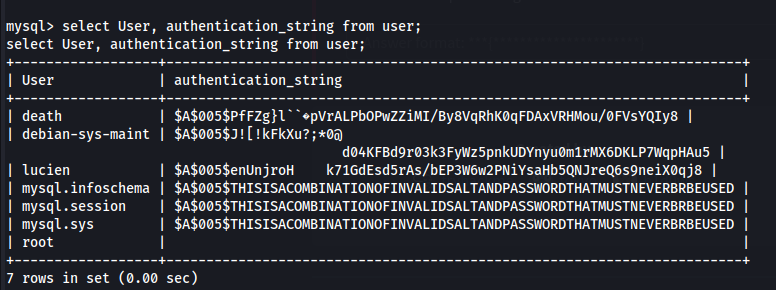 mysql> select User, authentication_string from user;
select User, authentication_string from user;
+------------------+------------------------------------------------------------------------+
| User             | authentication_string                                                  |
+------------------+------------------------------------------------------------------------+
| death            | $A$005$PfFZg}l``�pVrALPbOPwZZiMI/By8VqRhK0qFDAxVRHMou/0FVsYQIy8 |
| debian-sys-maint | $A$005$J![!kFkXu?;*0@
d04KFBd9r03k3FyWz5pnkUDYnyu0m1rMX6DKLP7WqpHAu5 |
| lucien           | $A$005$enUnjroH    k71GdEsd5rAs/bEP3W6w2PNiYsaHb5QNJreQ6s9neiX0qj8 |
| mysql.infoschema | $A$005$THISISACOMBINATIONOFINVALIDSALTANDPASSWORDTHATMUSTNEVERBRBEUSED |
| mysql.session    | $A$005$THISISACOMBINATIONOFINVALIDSALTANDPASSWORDTHATMUSTNEVERBRBEUSED |
| mysql.sys        | $A$005$THISISACOMBINATIONOFINVALIDSALTANDPASSWORDTHATMUSTNEVERBRBEUSED |
| root             |                                                                        |
+------------------+------------------------------------------------------------------------+
7 rows in set (0.00 sec)